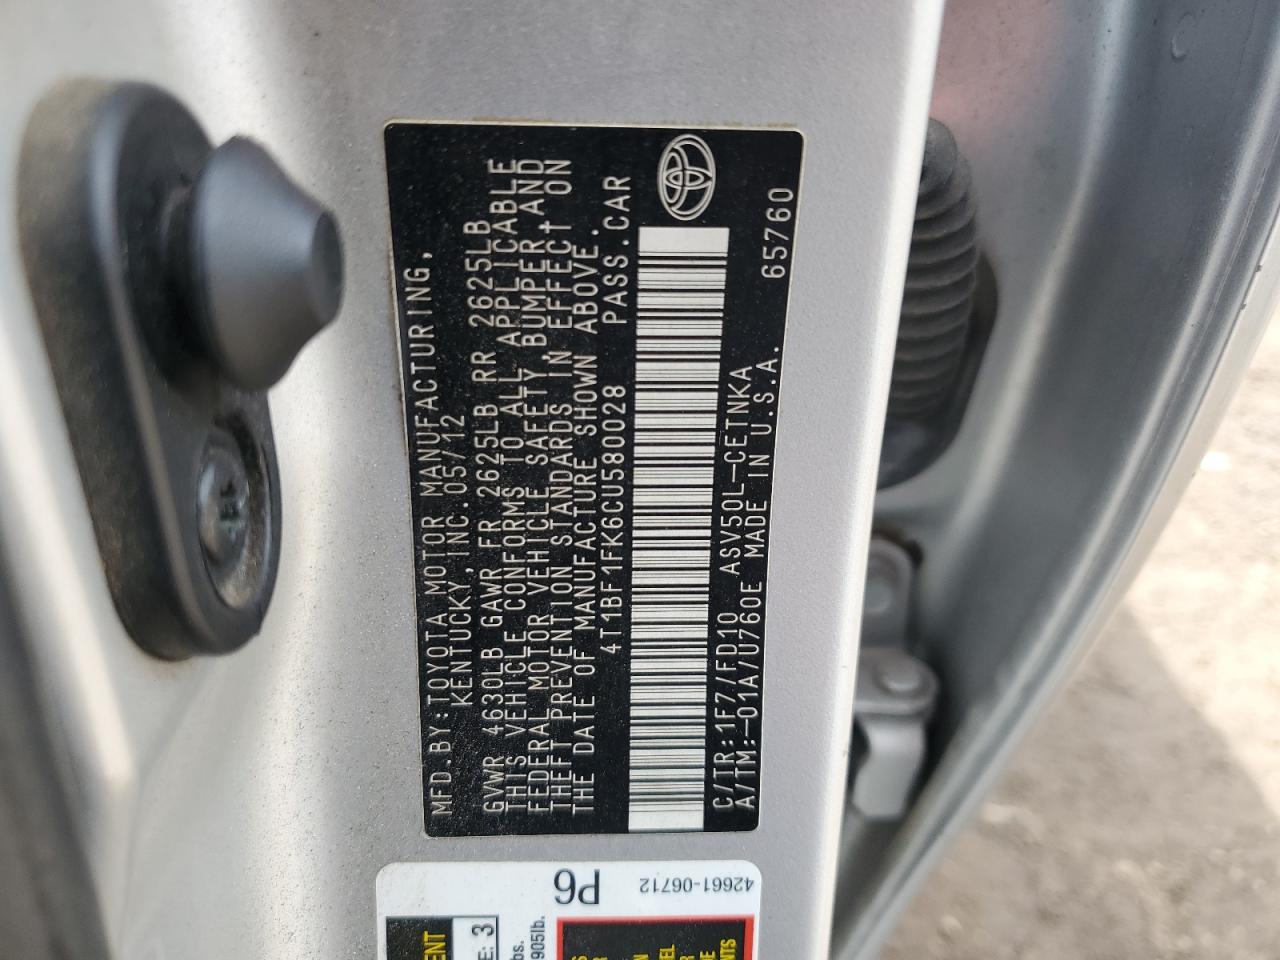 MFD.BY:TOYOTA MOTOR MANUFACTURING,
KENTUCKY,INC.05/12
GVWR 4630LB GAWR FR 2625LB RR 2625LB
THIS VEHICLE CONFORMS TO ALL APPLICABLE
FEDERAL MOTOR VEHICLE SAFETY,BUMPER,AND
THEFT PREVENTION STANDARDS IN EFFECT ON
THE DATE OF MANUFACTURE SHOWN ABOVE.
4T1BF1FK6CU580028 PASS.CAR
C/TR:1F7/FD10 ASV50L-CETNKA
A/TM:-01A/U760E MADE IN U.S.A.
65760
P6
42661-06712
3
905lb.